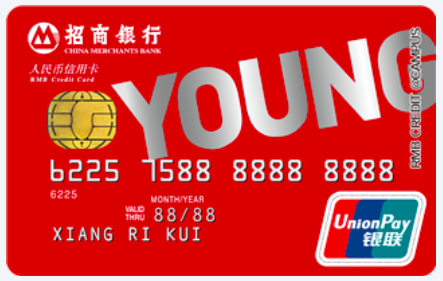 招商銀行
CHINA MERCHANTS BANK
人民币信用卡
RMB Credit Card
YOUNG
RMB CREDIT @CAMPUS
6225 7588 8888 8888
6225
MONTH/YEAR
VALID THRU 88/88
XIANG RI KUI
UnionPay
银联